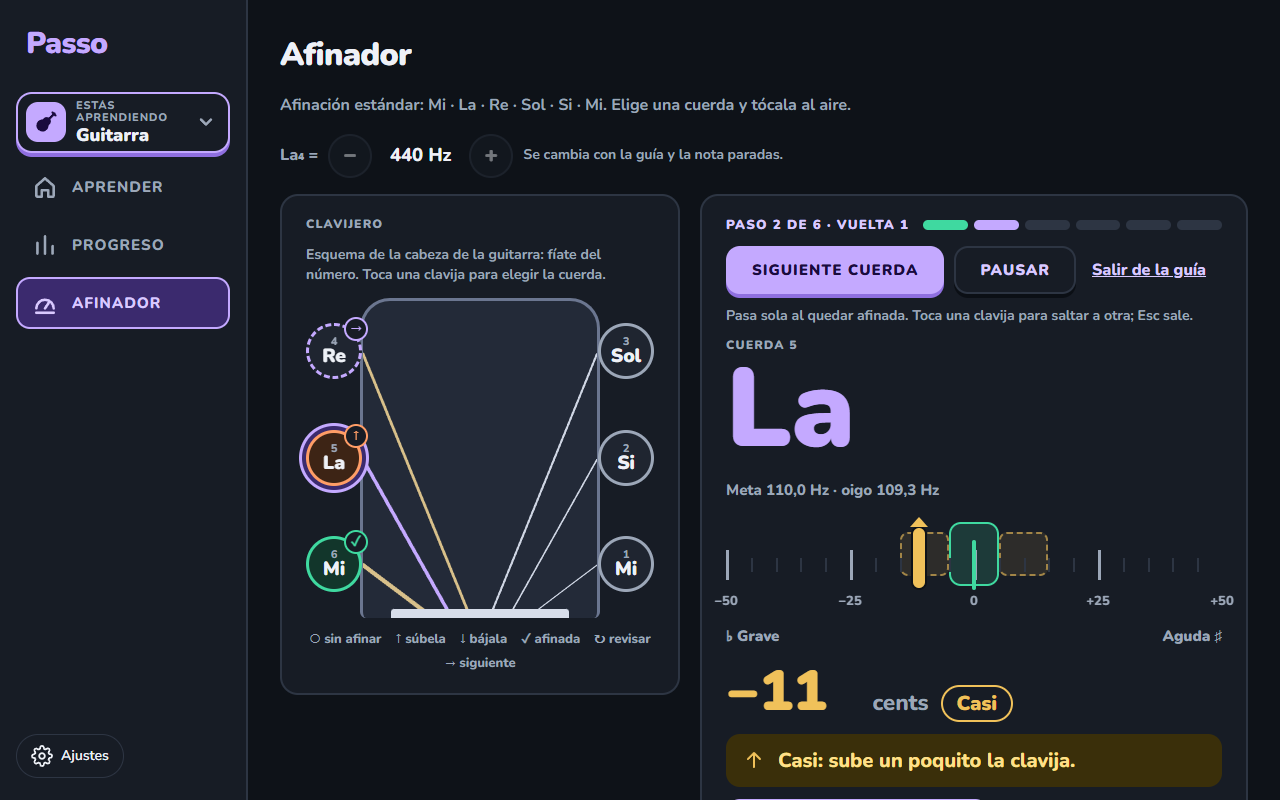 Passo
ESTÁS
APRENDIENDO
Guitarra
APRENDER
PROGRESO
AFINADOR
Ajustes
Afinador
Afinación estándar: Mi · La · Re · Sol · Si · Mi. Elige una cuerda y tócala al aire.
La₄ =
−
440 Hz
+
Se cambia con la guía y la nota paradas.
CLAVIJERO
Esquema de la cabeza de la guitarra: fíate del
número. Toca una clavija para elegir la cuerda.
4
Re
→
3
Sol
5
La
↑
2
Si
6
Mi
✓
1
Mi
○ sin afinar ↑ súbela ↓ bájala ✓ afinada ↻ revisar
→ siguiente
PASO 2 DE 6 · VUELTA 1
SIGUIENTE CUERDA
PAUSAR
Salir de la guía
Pasa sola al quedar afinada. Toca una clavija para saltar a otra; Esc sale.
CUERDA 5
La
Meta 110,0 Hz · oigo 109,3 Hz
−50 −25 0 +25 +50
♭ Grave Aguda ♯
−11 cents Casi
↑ Casi: sube un poquito la clavija.